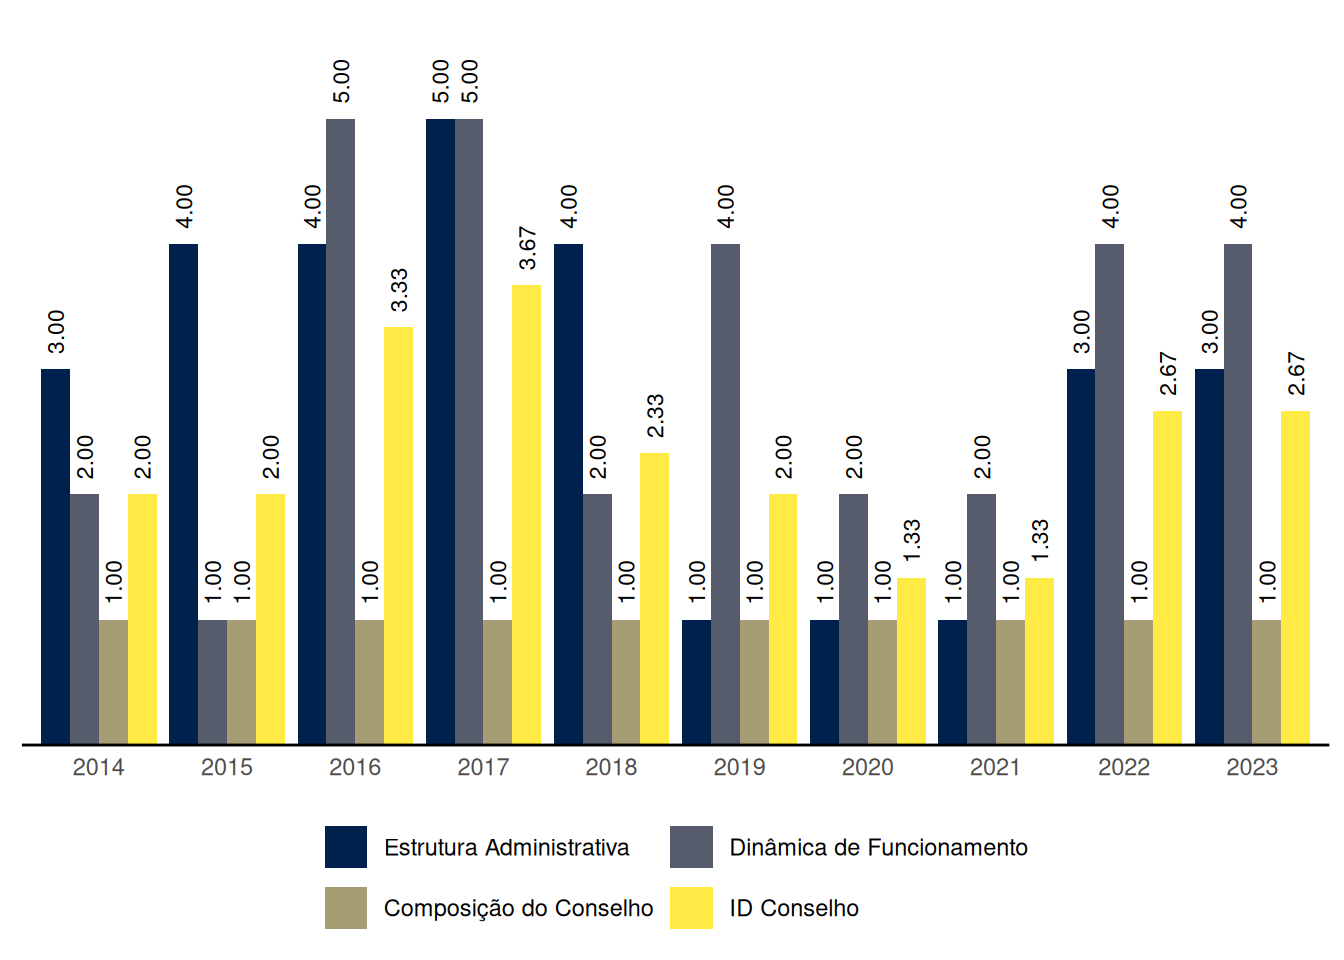 3.00 2.00 1.00 2.00 4.00 1.00 1.00 2.00 4.00 5.00 1.00 3.33 5.00 5.00 1.00 3.67 4.00 2.00 1.00 2.33 1.00 4.00 1.00 2.00 1.00 2.00 1.00 1.33 1.00 2.00 1.00 1.33 3.00 4.00 1.00 2.67 3.00 4.00 1.00 2.67
2014 2015 2016 2017 2018 2019 2020 2021 2022 2023
Estrutura Administrativa Dinâmica de Funcionamento
Composição do Conselho ID Conselho